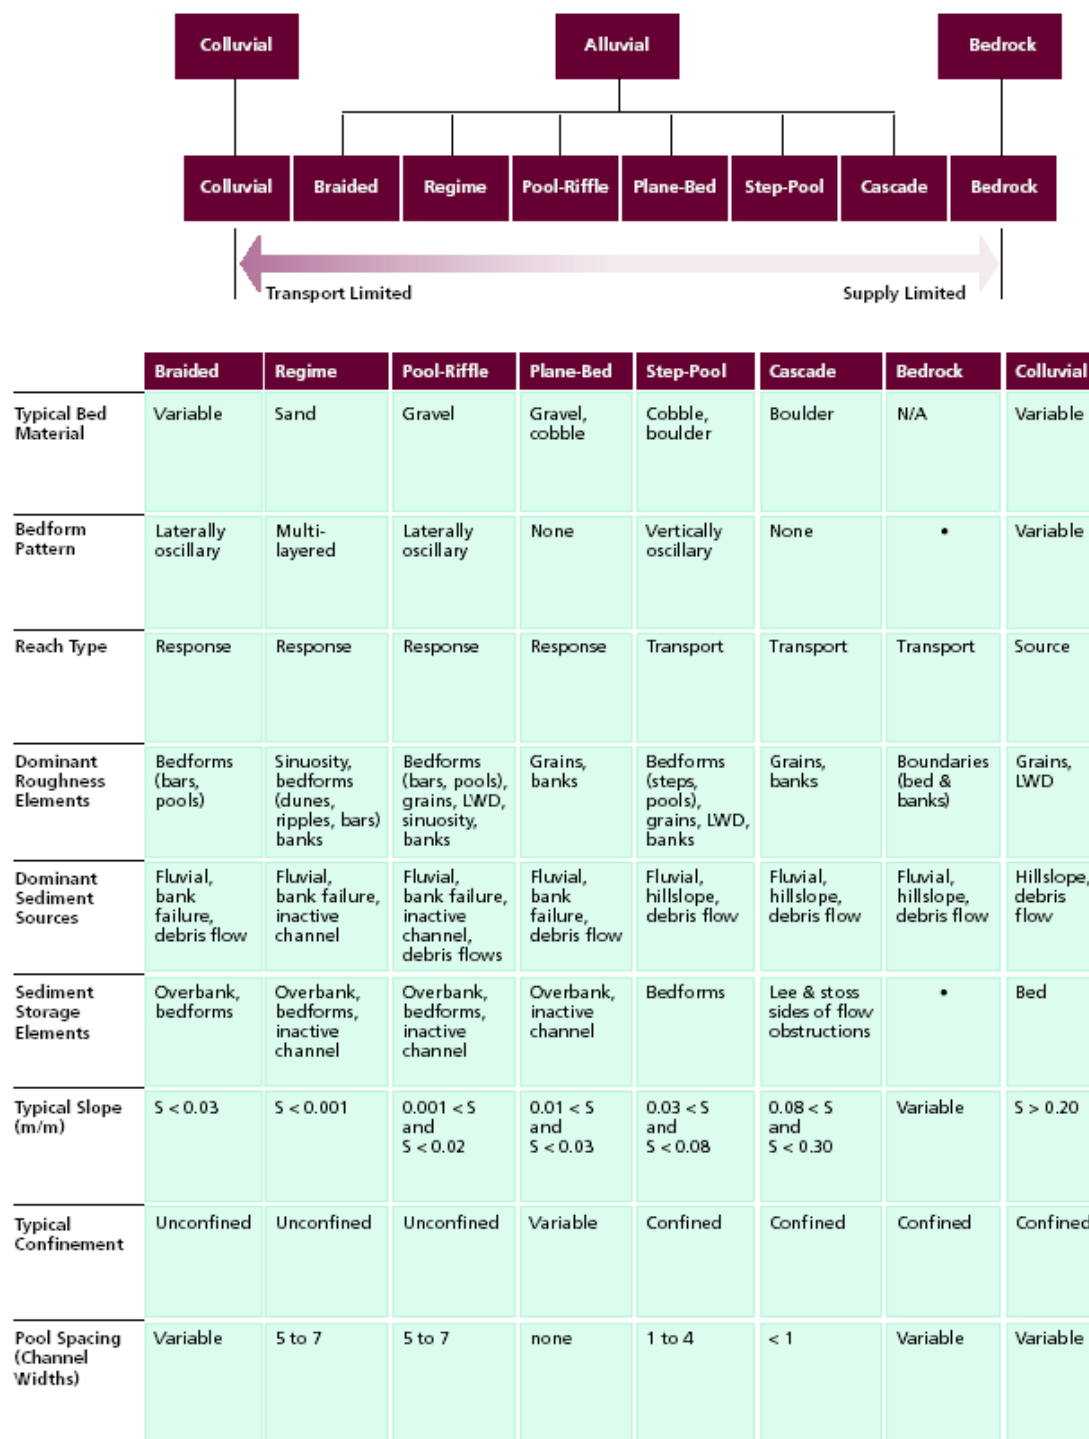 Colluvial Alluvial Bedrock
Colluvial Braided Regime Pool-Riffle Plane-Bed Step-Pool Cascade Bedrock
Transport Limited Supply Limited
Braided Regime Pool-Riffle Plane-Bed Step-Pool Cascade Bedrock Colluvial
Typical Bed Variable Sand Gravel Gravel, Cobble, Boulder N/A Variable
Material cobble boulder
Bedform Laterally Multi- Laterally None Vertically None • Variable
Pattern oscillary layered oscillary oscillary
Reach Type Response Response Response Response Transport Transport Transport Source
Dominant Bedforms Sinuosity, Bedforms Grains, Bedforms Grains, Boundaries Grains,
Roughness (bars, bedforms (bars, pools), banks (steps, banks (bed & LWD
Elements pools) (dunes, grains, LWD, pools), banks)
ripples, bars) sinuosity, grains, LWD,
banks banks banks
Dominant Fluvial, Fluvial, Fluvial, Fluvial, Fluvial, Fluvial, Fluvial, Hillslope,
Sediment bank bank failure, bank failure, bank hillslope, hillslope, hillslope, debris
Sources failure, inactive inactive failure, debris flow debris flow debris flow flow
debris flow channel channel, debris flow
debris flows
Sediment Overbank, Overbank, Overbank, Overbank, Bedforms Lee & stoss • Bed
Storage bedforms bedforms, bedforms, inactive sides of flow
Elements inactive inactive channel obstructions
channel channel
Typical Slope S < 0.03 S < 0.001 0.001 < S 0.01 < S 0.03 < S 0.08 < S Variable S > 0.20
(m/m) and and and and
S < 0.02 S < 0.03 S < 0.08 S < 0.30
Typical Unconfined Unconfined Unconfined Variable Confined Confined Confined Confined
Confinement
Pool Spacing Variable 5 to 7 5 to 7 none 1 to 4 < 1 Variable Variable
(Channel
Widths)